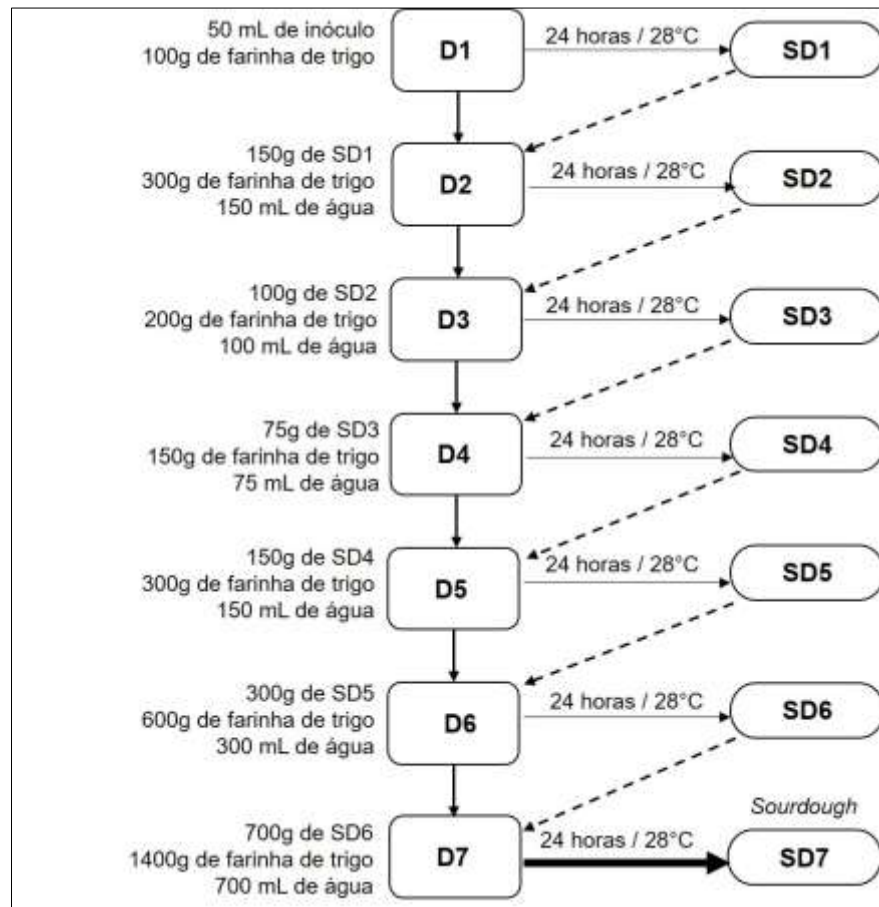 50 mL de inóculo
100g de farinha de trigo
D1
24 horas / 28°C
SD1
150g de SD1
300g de farinha de trigo
150 mL de água
D2
24 horas / 28°C
SD2
100g de SD2
200g de farinha de trigo
100 mL de água
D3
24 horas / 28°C
SD3
75g de SD3
150g de farinha de trigo
75 mL de água
D4
24 horas / 28°C
SD4
150g de SD4
300g de farinha de trigo
150 mL de água
D5
24 horas / 28°C
SD5
300g de SD5
600g de farinha de trigo
300 mL de água
D6
24 horas / 28°C
SD6
700g de SD6
1400g de farinha de trigo
700 mL de água
D7
24 horas / 28°C
Sourdough
SD7